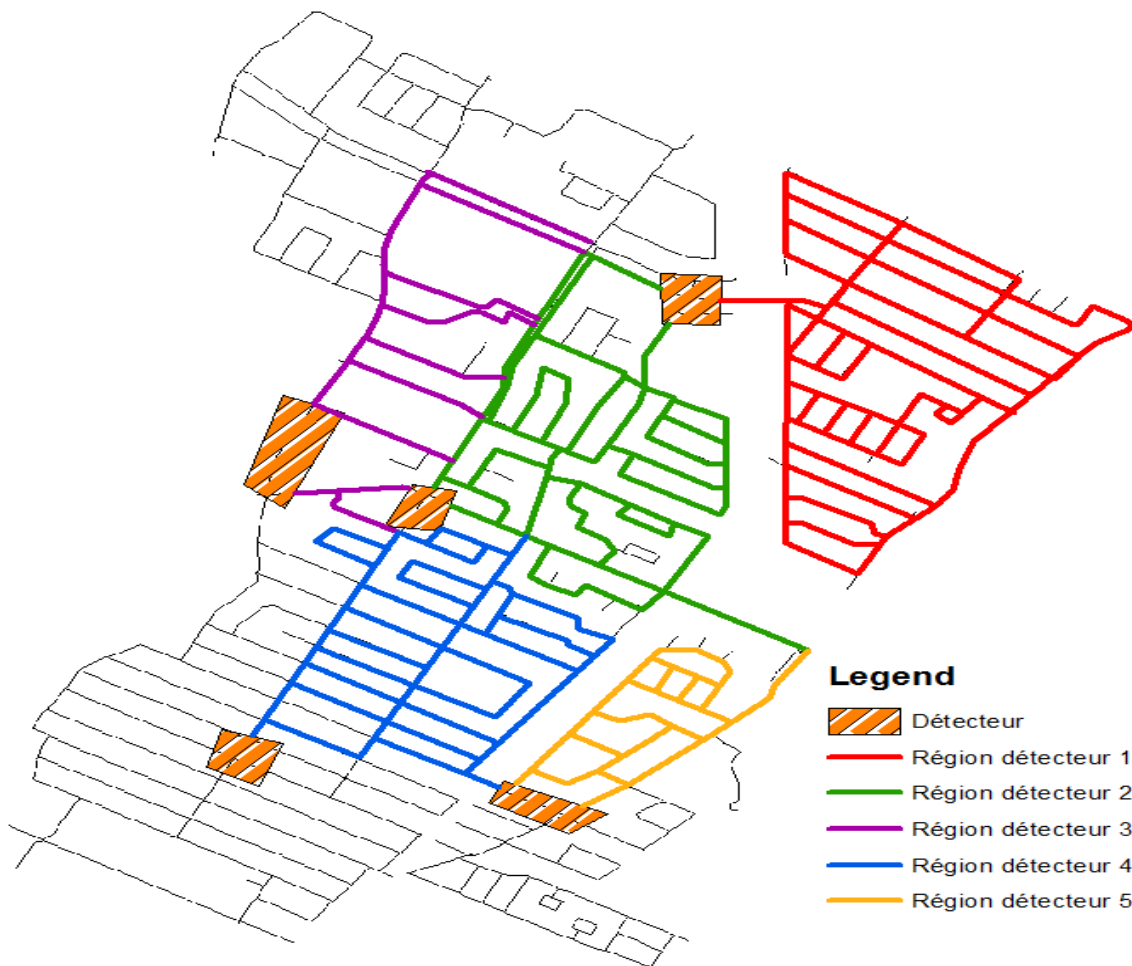 Legend
Détecteur
Région détecteur 1
Région détecteur 2
Région détecteur 3
Région détecteur 4
Région détecteur 5